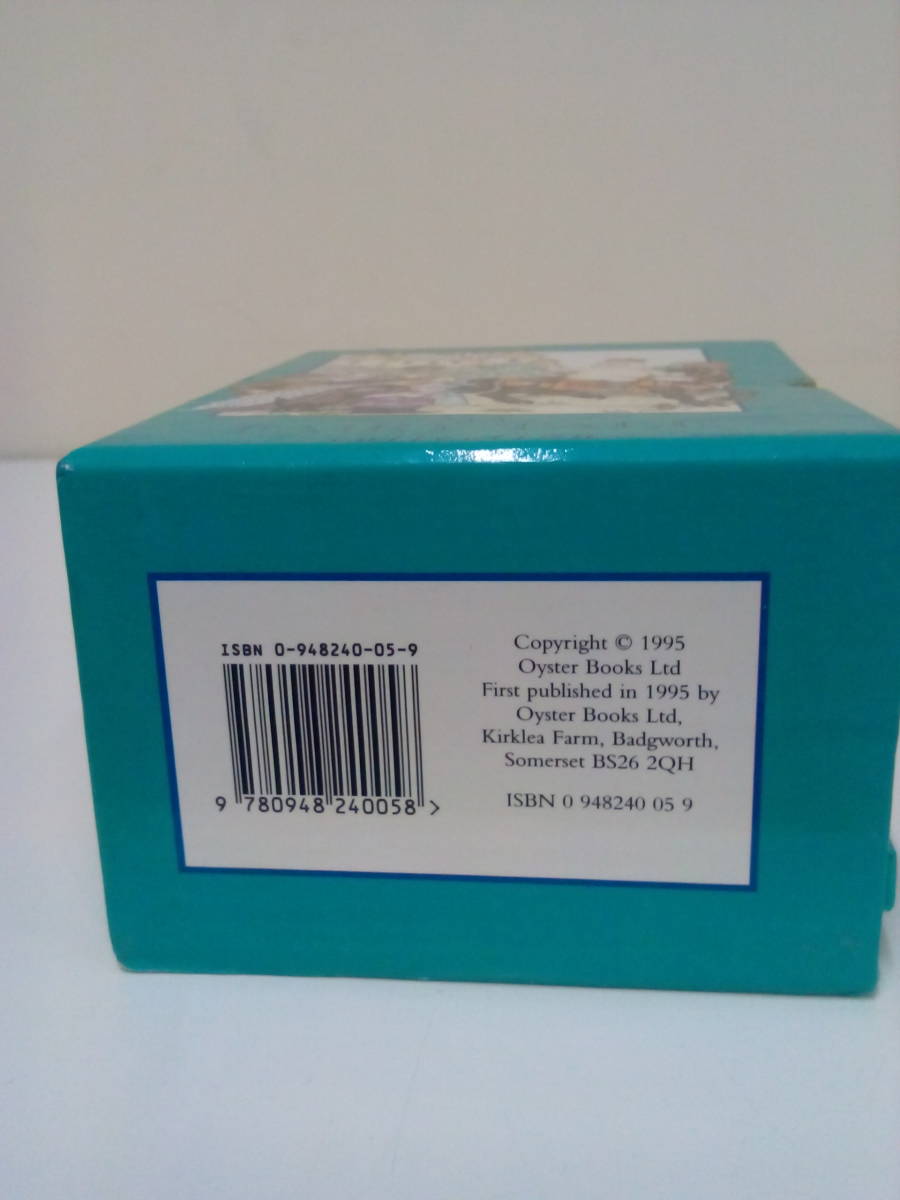 ISBN 0-948240-05-9
9 780948 240058 >
Copyright © 1995
Oyster Books Ltd
First published in 1995 by
Oyster Books Ltd,
Kirklea Farm, Badgworth,
Somerset BS26 2QH
ISBN 0 948240 05 9